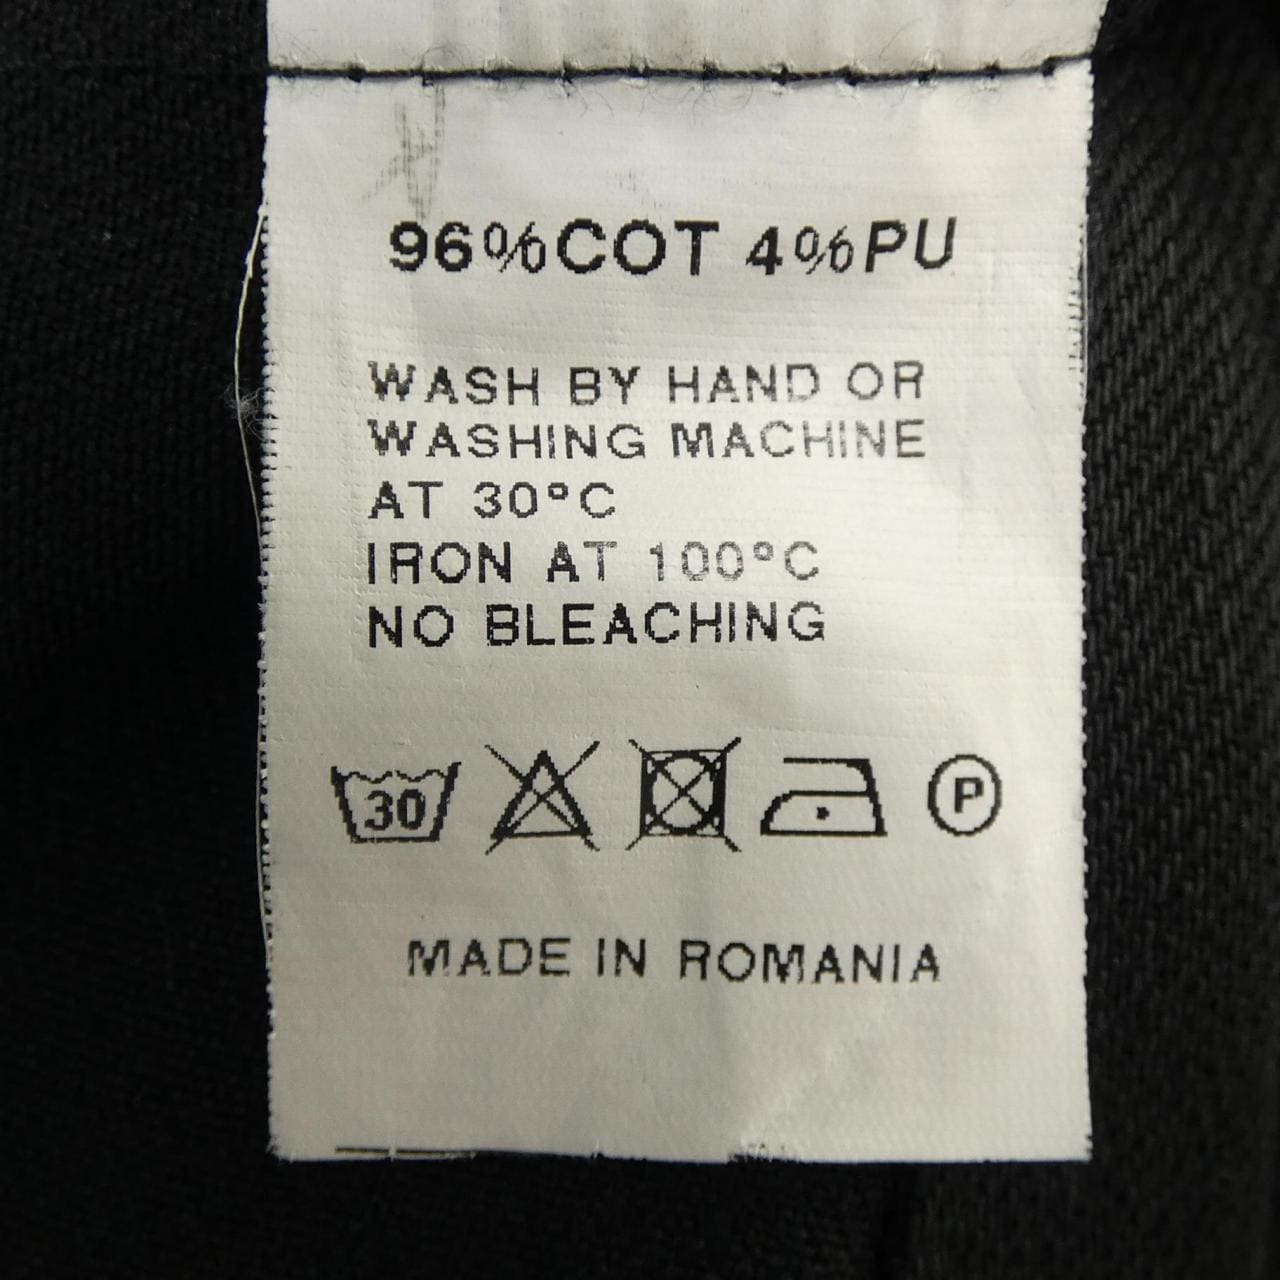 96%COT 4%PU
WASH BY HAND OR
WASHING MACHINE
AT 30°C
IRON AT 100°C
NO BLEACHING
30 P
MADE IN ROMANIA